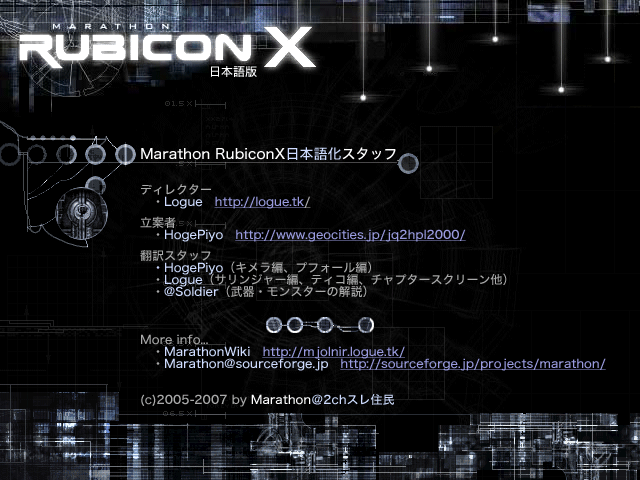 MARATHON
RUBICON X
日本語版
01.5 X
Marathon RubiconX日本語化スタッフ
ディレクター
・Logue http://logue.tk/
立案者
・HogePiyo http://www.geocities.jp/jq2hpl2000/
翻訳スタッフ
・HogePiyo（キメラ編、プフォール編）
・Logue（サリンジャー編、ティコ編、チャプタースクリーン他）
・@Soldier（武器・モンスターの解説）
More info...
・MarathonWiki http://mjolnir.logue.tk/
・Marathon@sourceforge.jp http://sourceforge.jp/projects/marathon/
(c)2005-2007 by Marathon@2chスレ住民
06.5 X